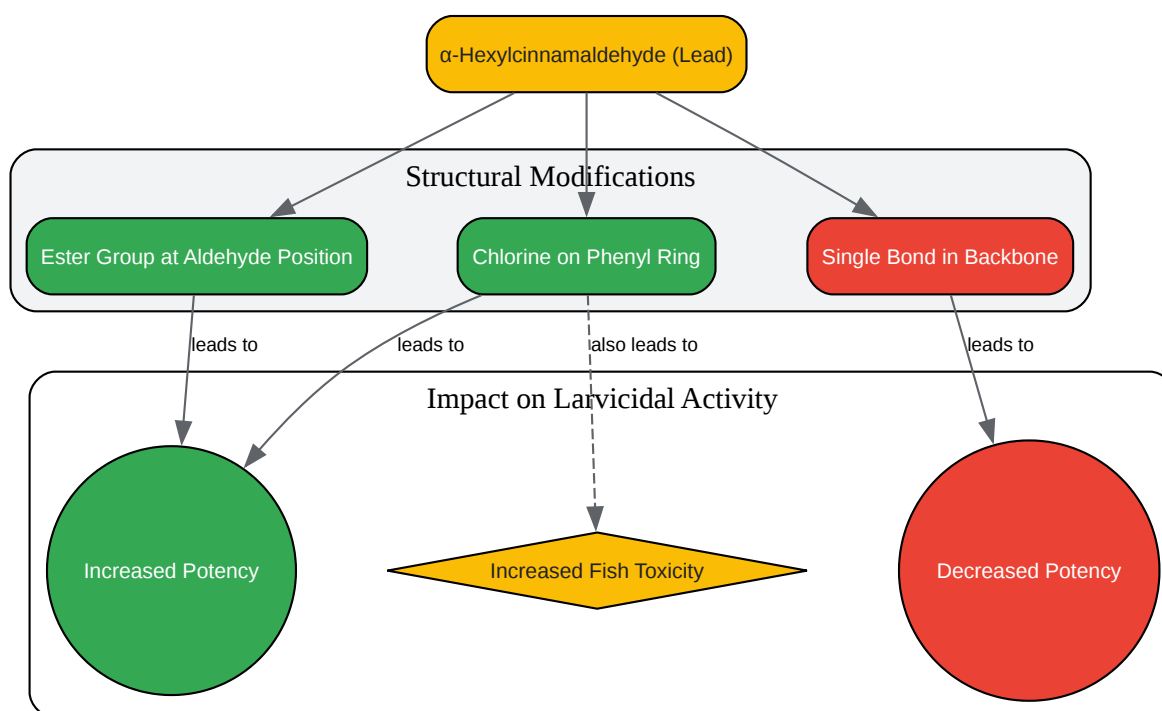 α-Hexylcinnamaldehyde (Lead)
Structural Modifications
Ester Group at Aldehyde Position
Chlorine on Phenyl Ring
Single Bond in Backbone
leads to
leads to
also leads to
leads to
Impact on Larvicidal Activity
Increased Potency
Increased Fish Toxicity
Decreased Potency